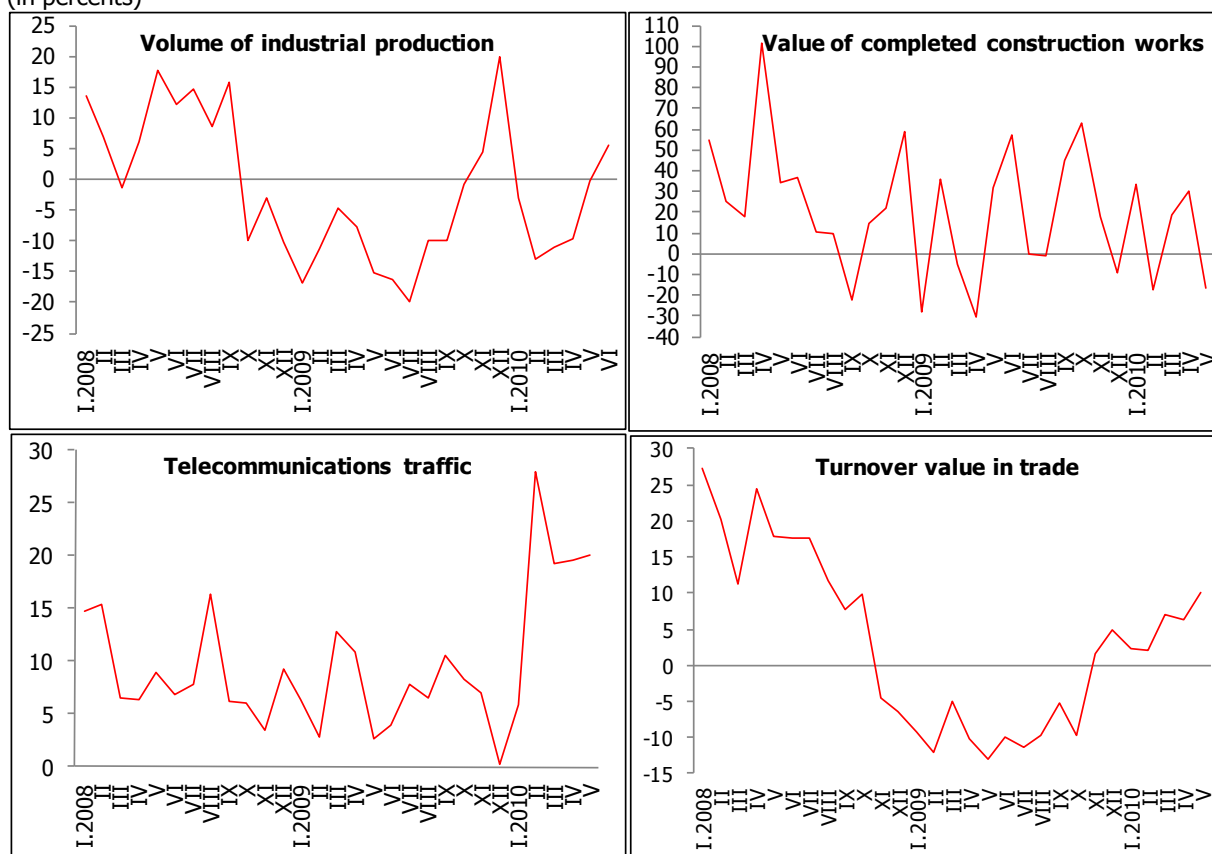 (in percents)
Volume of industrial production
25
20
15
10
5
0
-5
-10
-15
-20
-25
I.2008
II
III
IV
V
VI
VII
VIII
IX
X
XI
XII
I.2009
II
III
IV
V
VI
VII
VIII
IX
X
XI
XII
I.2010
II
III
IV
V
VI
Value of completed construction works
110
100
90
80
70
60
50
40
30
20
10
0
-10
-20
-30
-40
I.2008
II
III
IV
V
VI
VII
VIII
IX
X
XI
XII
I.2009
II
III
IV
V
VI
VII
VIII
IX
X
XI
XII
I.2010
II
III
IV
V
Telecommunications traffic
30
25
20
15
10
5
0
I.2008
II
III
IV
V
VI
VII
VIII
IX
X
XI
XII
I.2009
II
III
IV
V
VI
VII
VIII
IX
X
XI
XII
I.2010
II
III
IV
V
Turnover value in trade
30
25
20
15
10
5
0
-5
-10
-15
I.2008
II
III
IV
V
VI
VII
VIII
IX
X
XI
XII
I.2009
II
III
IV
V
VI
VII
VIII
IX
X
XI
XII
I.2010
II
III
IV
V